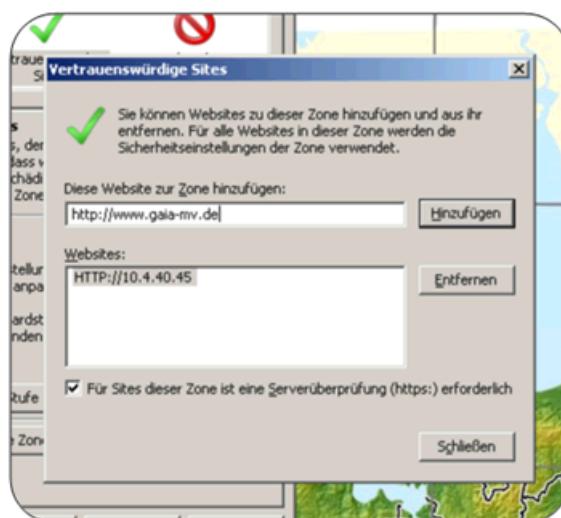 Vertrauenswürdige Sites
Sie können Websites zu dieser Zone hinzufügen und aus ihr
entfernen. Für alle Websites in dieser Zone werden die
Sicherheitseinstellungen der Zone verwendet.
Diese Website zur Zone hinzufügen:
http://www.gaia-mv.de
Hinzufügen
Websites:
HTTP://10.4.40.45
Entfernen
Für Sites dieser Zone ist eine Serverüberprüfung (https:) erforderlich
Schließen